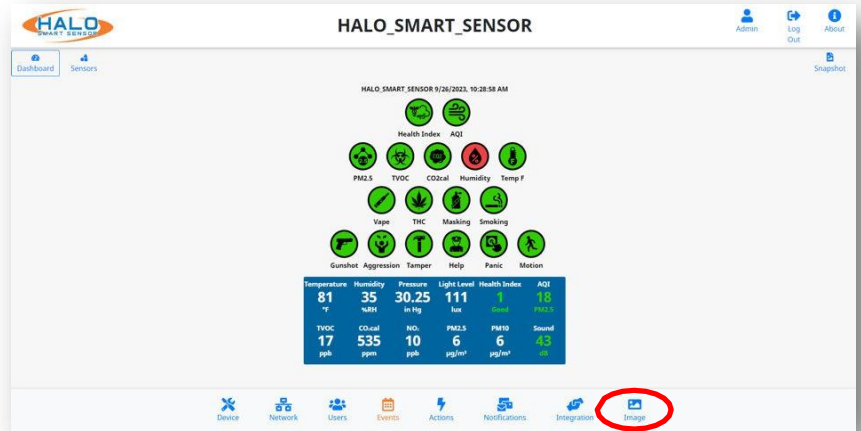 HALO
SMART SENSOR
HALO_SMART_SENSOR
Admin
Log
Out
About
Dashboard
Sensors
Snapshot
HALO_SMART_SENSOR 9/26/2023, 10:28:58 AM
Health Index AQI
PM2.5 TVOC CO2cal Humidity Temp F
Vape THC Masking Smoking
Gunshot Aggression Tamper Help Panic Motion
Temperature Humidity Pressure Light Level Health Index AQI
81 35 30.25 111 1 18
°F %RH in Hg lux Good PM2.5
TVOC CO₂cal NO₂ PM2.5 PM10 Sound
17 535 10 6 6 43
ppb ppm ppb µg/m³ µg/m³ dB
Device Network Users Events Actions Notifications Integration Image